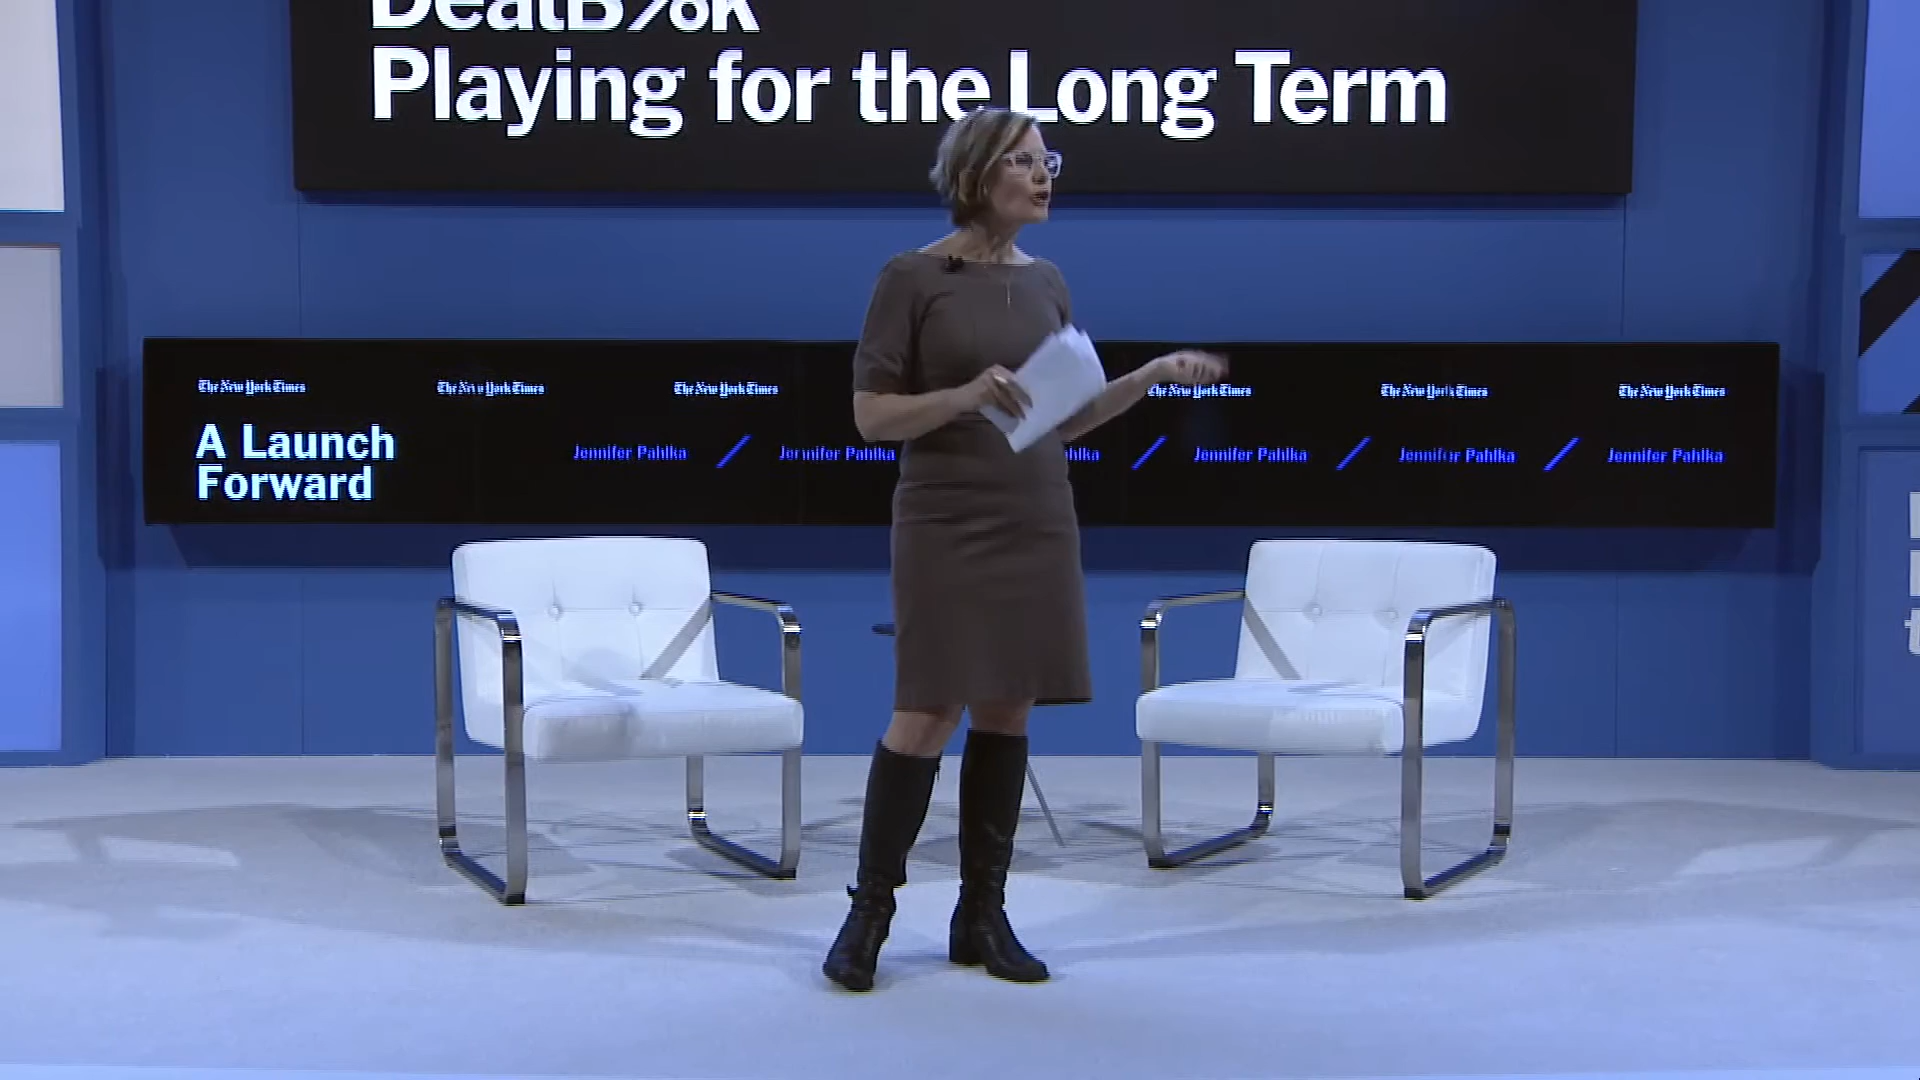 DealB%k
Playing for the Long Term
The New York Times The New York Times The New York Times The New York Times The New York Times The New York Times
A Launch
Forward
Jennifer Pahlka / Jennifer Pahlka / Jennifer Pahlka / Jennifer Pahlka / Jennifer Pahlka